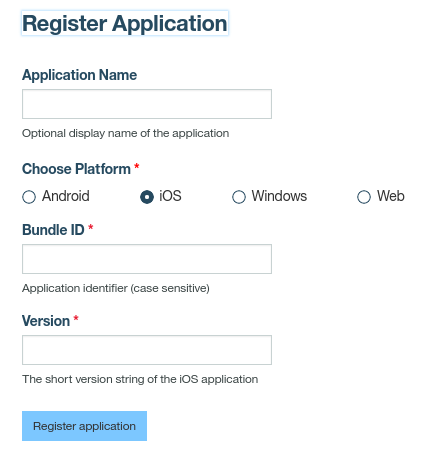 Register Application
Application Name
Optional display name of the application
Choose Platform *
Android iOS Windows Web
Bundle ID *
Application identifier (case sensitive)
Version *
The short version string of the iOS application
Register application